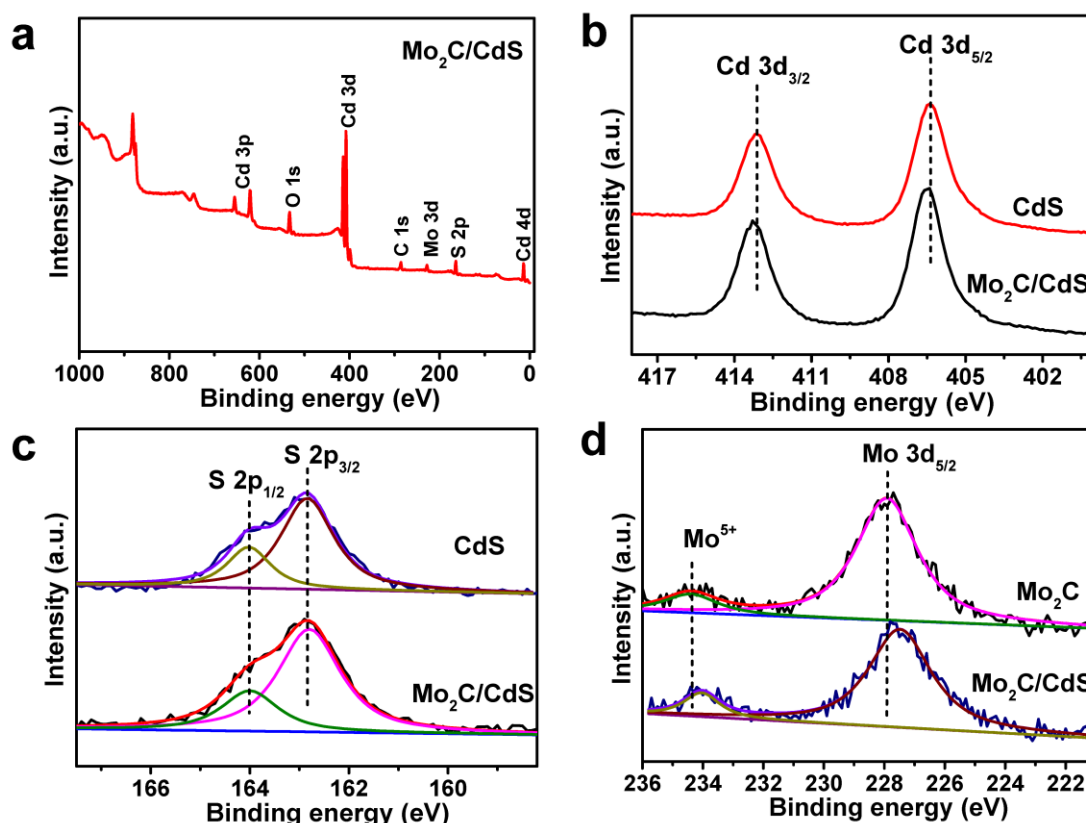 a
Mo₂C/CdS
Cd 3p
O 1s
Cd 3d
C 1s
Mo 3d
S 2p
Cd 4d
Intensity (a.u.)
1000 800 600 400 200 0
Binding energy (eV)
b
Cd 3d₃/₂
Cd 3d₅/₂
CdS
Mo₂C/CdS
Intensity (a.u.)
417 414 411 408 405 402
Binding energy (eV)
c
S 2p₁/₂
S 2p₃/₂
CdS
Mo₂C/CdS
Intensity (a.u.)
166 164 162 160
Binding energy (eV)
d
Mo 3d₅/₂
Mo⁵⁺
Mo₂C
Mo₂C/CdS
Intensity (a.u.)
236 234 232 230 228 226 224 222
Binding energy (eV)